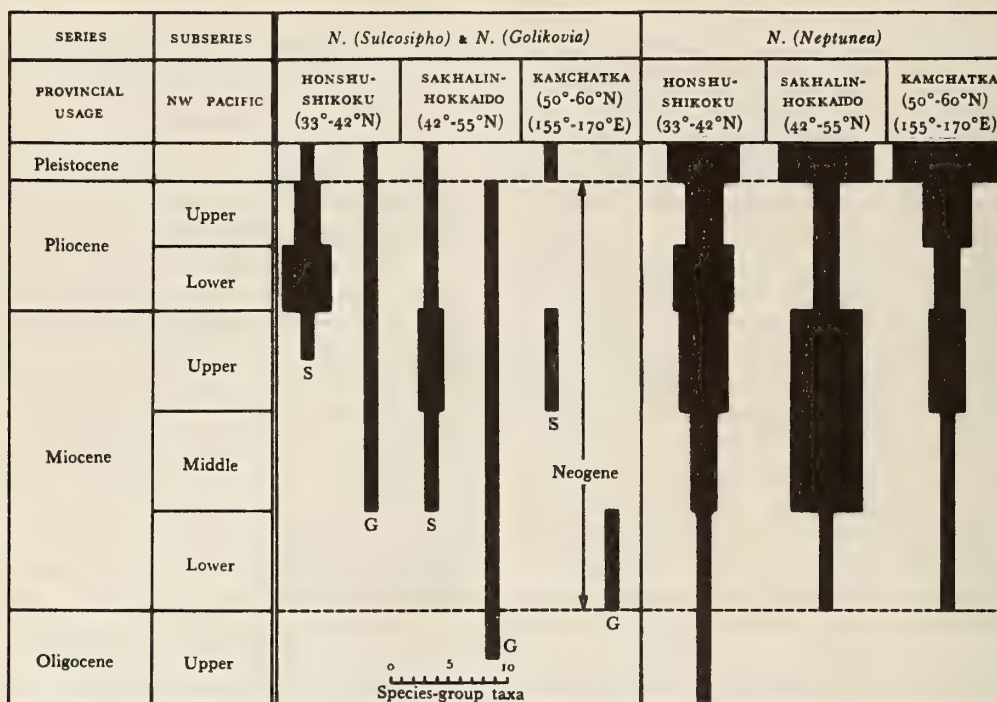 SERIES SUBSERIES N. (Sulcosipho) & N. (Golikovia) N. (Neptunea)
PROVINCIAL USAGE NW PACIFIC HONSHU-SHIKOKU (33°-42°N) SAKHALIN-HOKKAIDO (42°-55°N) KAMCHATKA (50°-60°N) (155°-170°E) HONSHU-SHIKOKU (33°-42°N) SAKHALIN-HOKKAIDO (42°-55°N) KAMCHATKA (50°-60°N) (155°-170°E)
Pleistocene
Pliocene
Upper
Lower
Miocene
Upper
S
S
Middle
Neogene
G
S
Lower
G
Oligocene
Upper
G
0 5 10
Species-group taxa